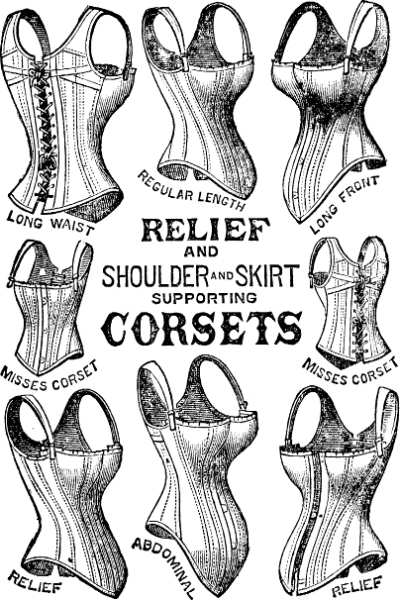 LONG WAIST
REGULAR LENGTH
LONG FRONT
RELIEF
AND
SHOULDER AND SKIRT
SUPPORTING
CORSETS
MISSES CORSET
MISSES CORSET
RELIEF
ABDOMINAL
RELIEF